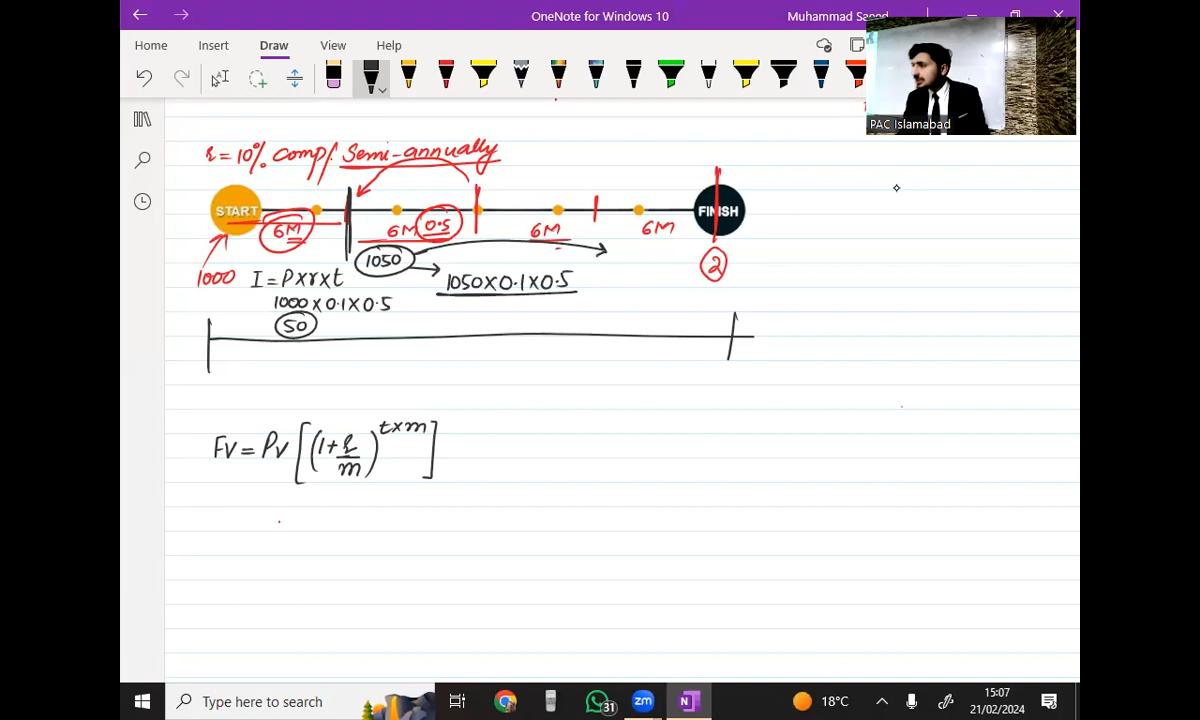 OneNote for Windows 10
Muhammad Saeed
Home Insert Draw View Help
PAC Islamabad
r = 10% Comp/ Semi-annually
START FINISH
6M 6M 0.5 6M 6M
1000 1050 2
I = P×r×t 1050×0.1×0.5
1000×0.1×0.5
50
FV = PV [(1+r/m)^t×m]
Type here to search
31
zm
N
18°C
15:07
21/02/2024